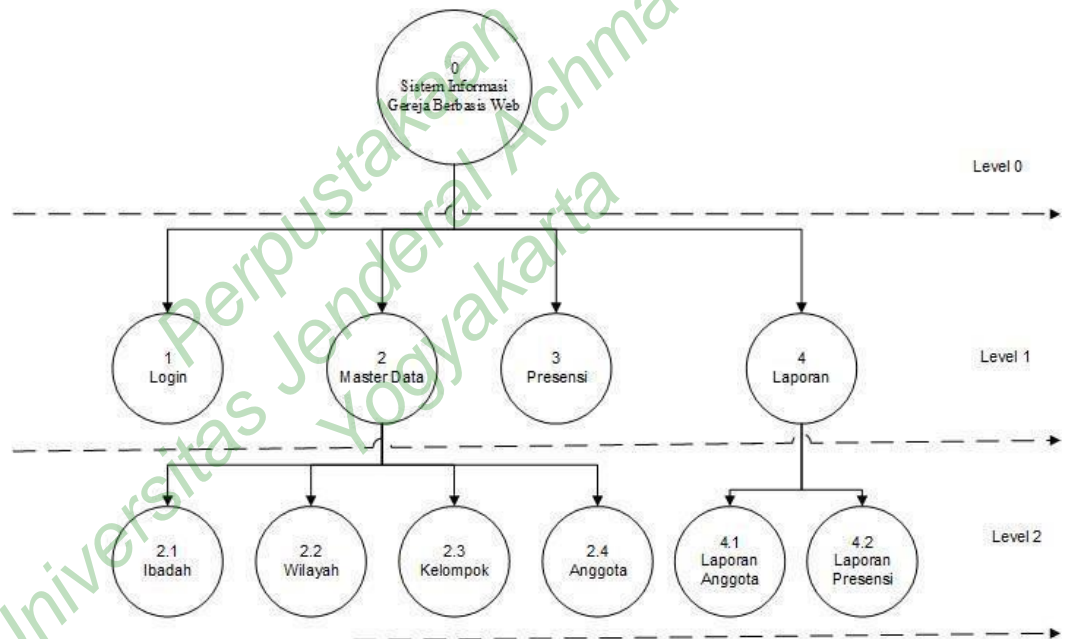 0
Sistem Informasi
Gereja Berbasis Web
Level 0
1
Login
2
Master Data
3
Presensi
4
Laporan
Level 1
2.1
Ibadah
2.2
Wilayah
2.3
Kelompok
2.4
Anggota
4.1
Laporan
Anggota
4.2
Laporan
Presensi
Level 2
Perpustakaan
Universitas Jenderal Achma
Yogyakarta